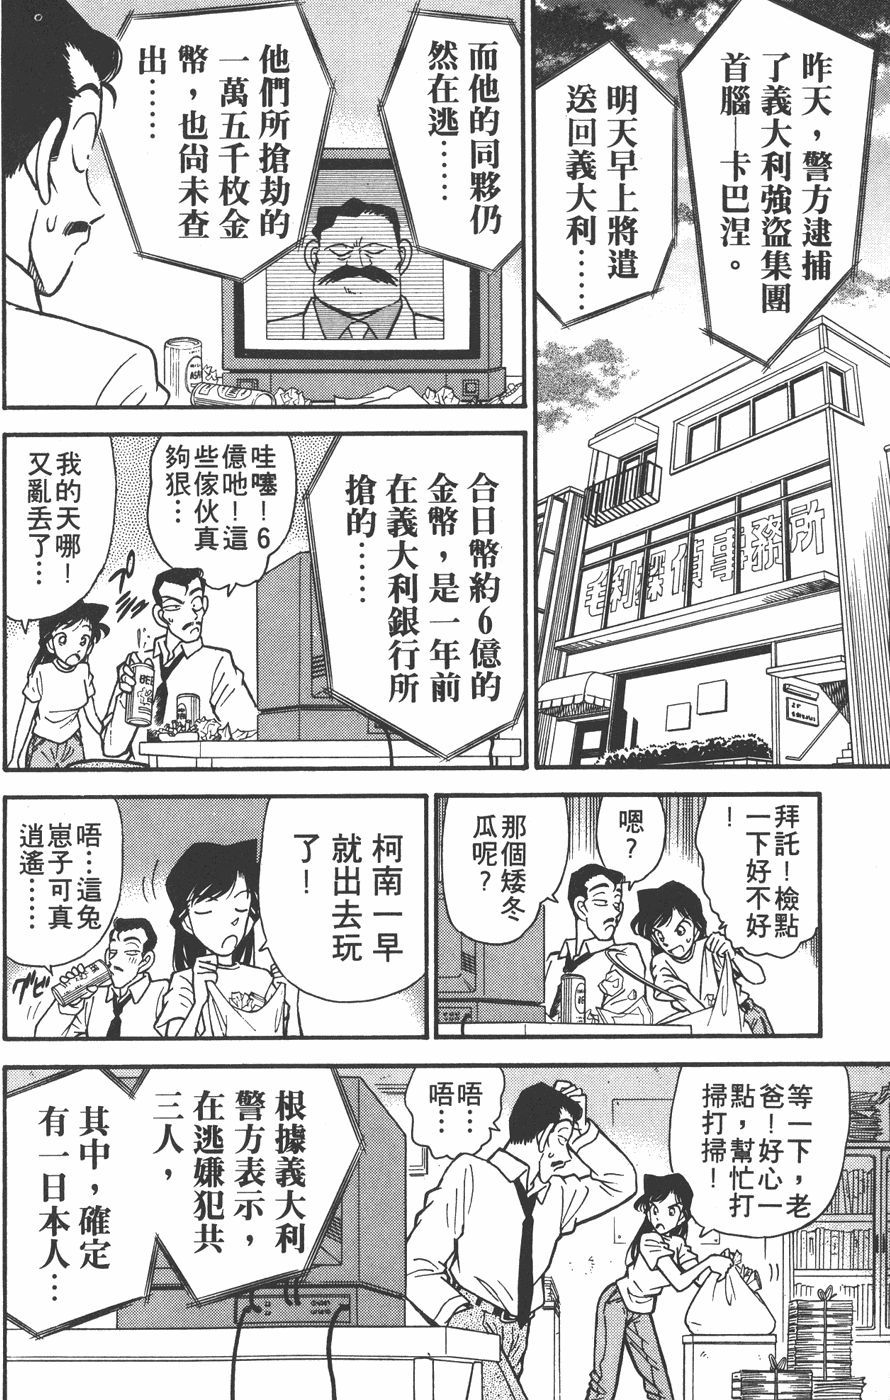 昨天，警方逮捕
了義大利強盜集團
首腦—卡巴涅。
明天早上將遣
送回義大利……
毛利探偵事務所
而他的同夥仍
然在逃……
他們所搶劫的
一萬五千枚金
幣，也尚未查
出……
合日幣約6億的
金幣，是一年前
在義大利銀行所
搶的……
哇噻！6
億吔！這
些傢伙真
夠狠…
BEE
我的天哪！
又亂丟了…
拜託！檢點
一下好不好
！
嗯？
那個矮冬
瓜呢？
柯南一早
就出去玩
了！
唔…這兔
崽子可真
逍遙……
グビ
等一下，老
爸！好心一
點，幫忙打
掃打掃！
唔…
唔…
根據義大利
警方表示，
在逃嫌犯共
三人，
其中，確定
有一日本人…